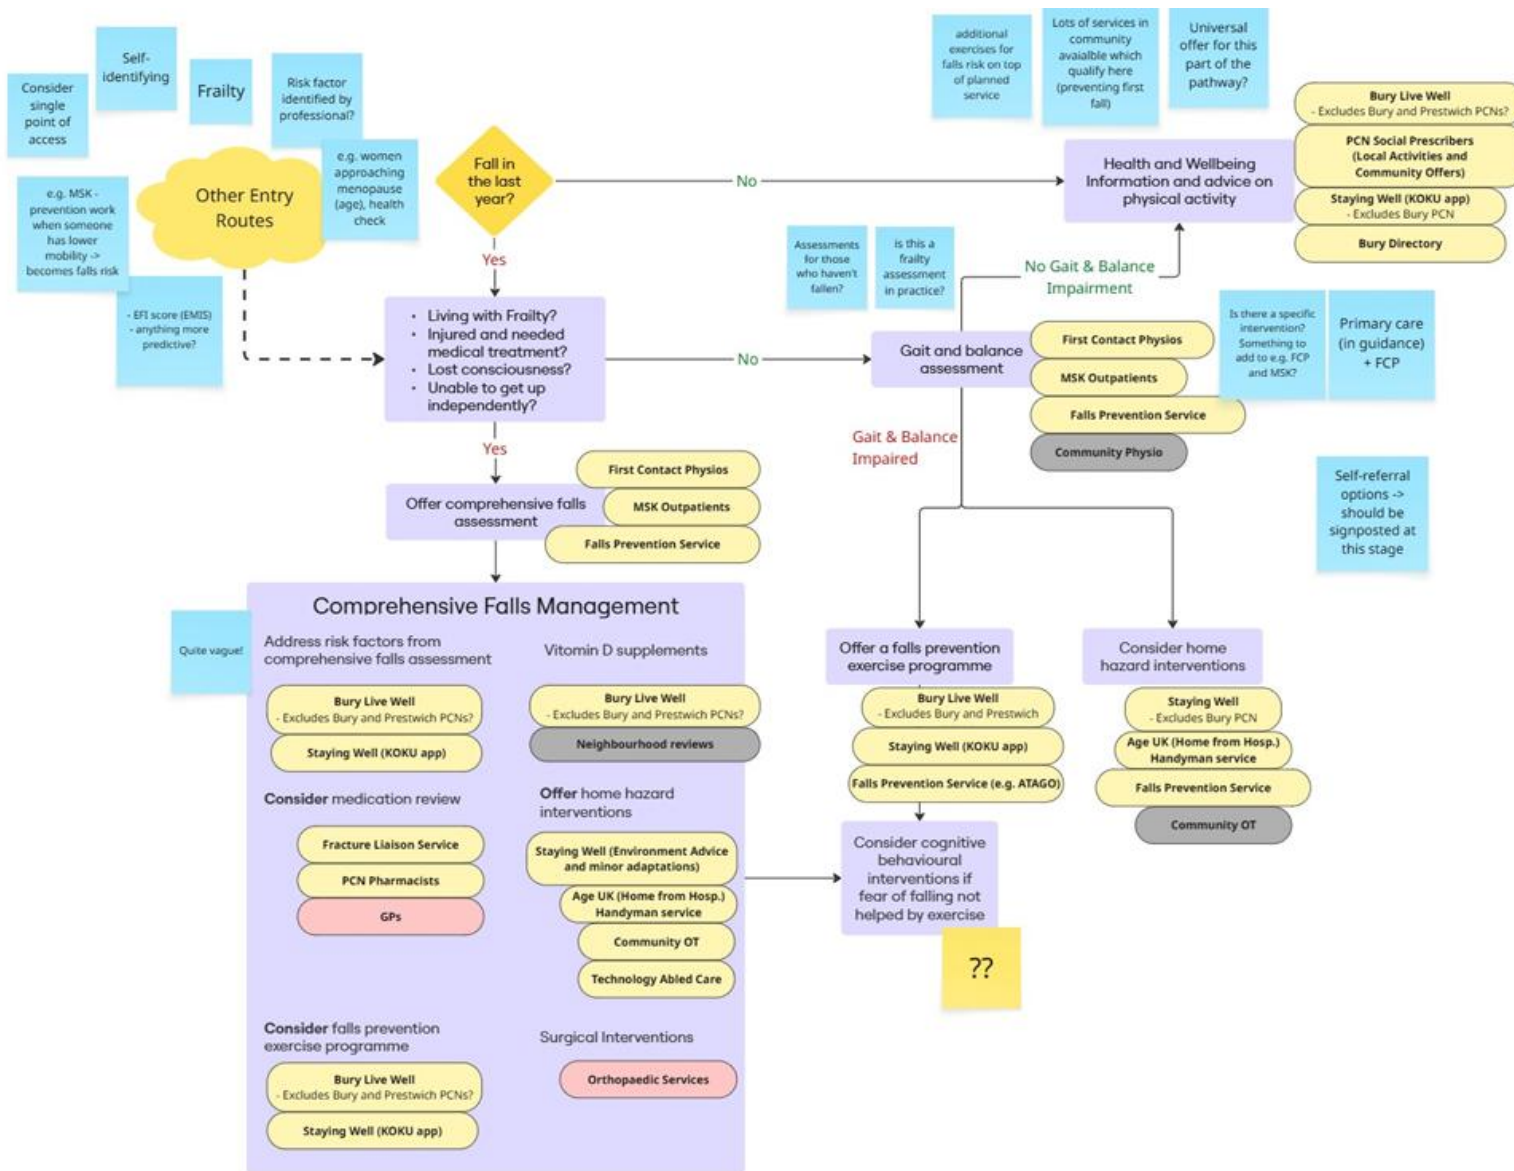 Self-
identifying
Consider
single
point of
access
Frailty
Risk factor
identified by
professional?
e.g. women
approaching
menopause
(age), health
check
e.g. MSK -
prevention work
when someone
has lower
mobility ->
becomes falls risk
Other Entry
Routes
- EFI score (EMIS)
- anything more
predictive?
Fall in
the last
year?
No
Yes
additional
exercises for
falls risk on top
of planned
service
Lots of services in
community
avaialble which
qualify here
(preventing first
fall)
Universal
offer for this
part of the
pathway?
Health and Wellbeing
Information and advice on
physical activity
Bury Live Well
- Excludes Bury and Prestwich PCNs?
PCN Social Prescribers
(Local Activities and
Community Offers)
Staying Well (KOKU app)
- Excludes Bury PCN
Bury Directory
• Living with Frailty?
• Injured and needed
medical treatment?
• Lost consciousness?
• Unable to get up
independently?
No
Yes
Assessments
for those
who haven't
fallen?
is this a
frailty
assessment
in practice?
No Gait & Balance
Impairment
Gait and balance
assessment
First Contact Physios
MSK Outpatients
Falls Prevention Service
Community Physio
Is there a specific
intervention?
Something to
add to e.g. FCP
and MSK?
Primary care
(in guidance)
+ FCP
Gait & Balance
Impaired
Self-referral
options ->
should be
signposted at
this stage
Offer comprehensive falls
assessment
First Contact Physios
MSK Outpatients
Falls Prevention Service
Quite vague!
Comprehensive Falls Management
Address risk factors from
comprehensive falls assessment
Bury Live Well
- Excludes Bury and Prestwich PCNs?
Staying Well (KOKU app)
Vitomin D supplements
Bury Live Well
- Excludes Bury and Prestwich PCNs?
Neighbourhood reviews
Consider medication review
Fracture Liaison Service
PCN Pharmacists
GPs
Offer home hazard
interventions
Staying Well (Environment Advice
and minor adaptations)
Age UK (Home from Hosp.)
Handyman service
Community OT
Technology Abled Care
Consider falls prevention
exercise programme
Bury Live Well
- Excludes Bury and Prestwich PCNs?
Staying Well (KOKU app)
Surgical Interventions
Orthopaedic Services
Offer a falls prevention
exercise programme
Bury Live Well
- Excludes Bury and Prestwich
Staying Well (KOKU app)
Falls Prevention Service (e.g. ATAGO)
Consider cognitive
behavioural
interventions if
fear of falling not
helped by exercise
??
Consider home
hazard interventions
Staying Well
- Excludes Bury PCN
Age UK (Home from Hosp.)
Handyman service
Falls Prevention Service
Community OT